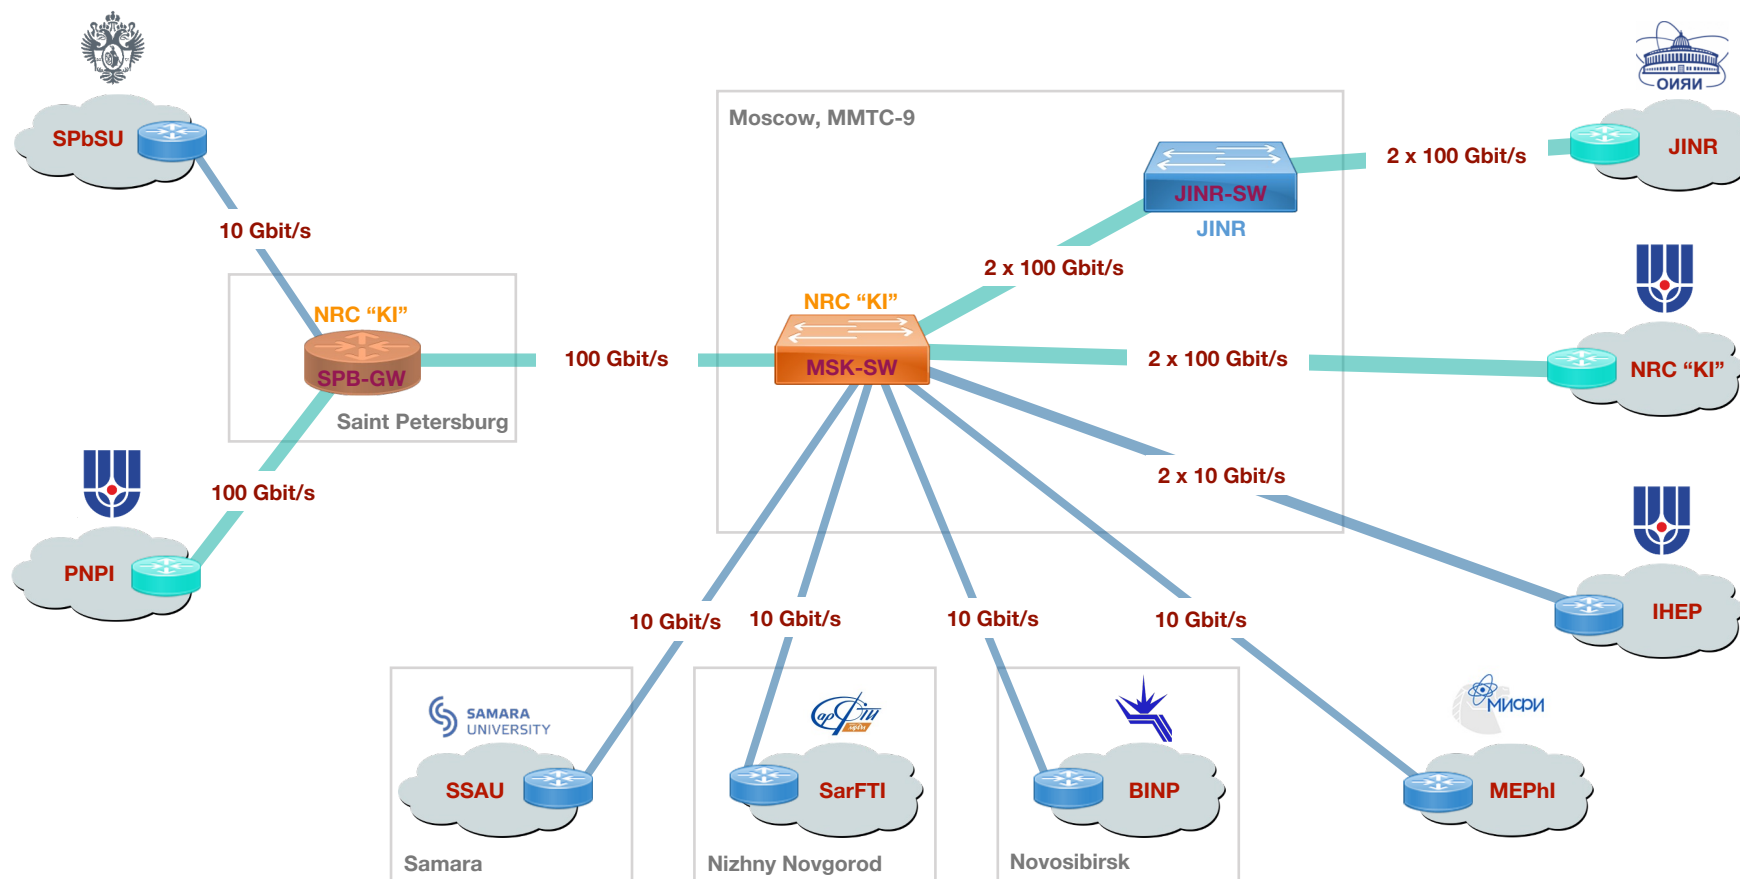 ОИЯИ
Moscow, MMTC-9
SPbSU
2 x 100 Gbit/s
JINR
JINR-SW
JINR
10 Gbit/s
2 x 100 Gbit/s
NRC “KI”
NRC “KI”
100 Gbit/s
2 x 100 Gbit/s
MSK-SW
NRC “KI”
SPB-GW
Saint Petersburg
2 x 10 Gbit/s
100 Gbit/s
PNPI
IHEP
10 Gbit/s
10 Gbit/s
10 Gbit/s
10 Gbit/s
SAMARA
UNIVERSITY
СарФТИ
МИФИ
SSAU
SarFTI
BINP
MEPhI
Samara
Nizhny Novgorod
Novosibirsk